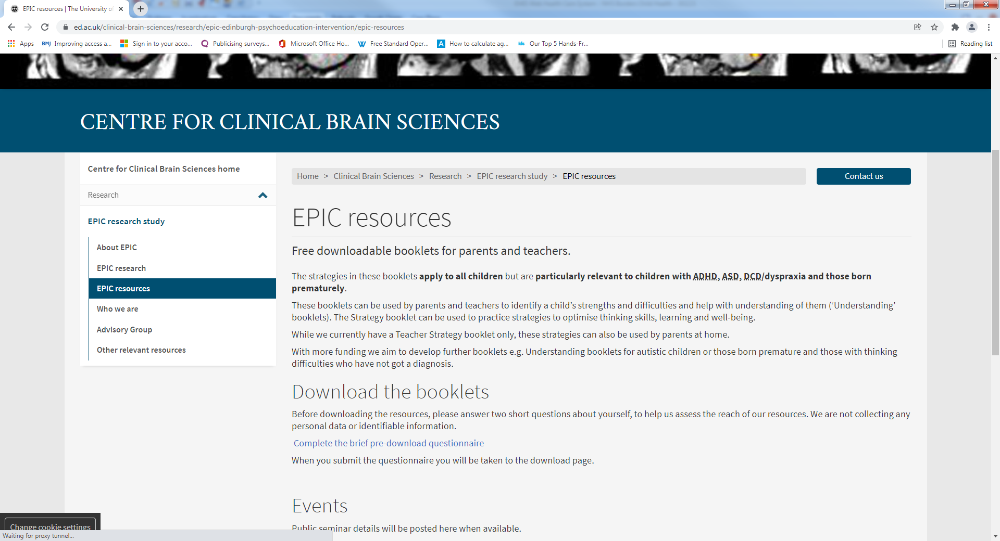 EPIC resources | The University of
ed.ac.uk/clinical-brain-sciences/research/epic-edinburgh-psychoeducation-intervention/epic-resources
Apps BMJ Improving access a... Sign in to your acco... Publicising surveys... Microsoft Office Ho... Free Standard Oper... How to calculate ag... kds Our Top 5 Hands-Fr... Reading list
CENTRE FOR CLINICAL BRAIN SCIENCES
Centre for Clinical Brain Sciences home
Research
EPIC research study
About EPIC
EPIC research
EPIC resources
Who we are
Advisory Group
Other relevant resources
Home > Clinical Brain Sciences > Research > EPIC research study > EPIC resources
Contact us
EPIC resources
Free downloadable booklets for parents and teachers.
The strategies in these booklets apply to all children but are particularly relevant to children with ADHD, ASD, DCD/dyspraxia and those born
prematurely.
These booklets can be used by parents and teachers to identify a child’s strengths and difficulties and help with understanding of them (‘Understanding’
booklets). The Strategy booklet can be used to practice strategies to optimise thinking skills, learning and well-being.
While we currently have a Teacher Strategy booklet only, these strategies can also be used by parents at home.
With more funding we aim to develop further booklets e.g. Understanding booklets for autistic children or those born premature and those with thinking
difficulties who have not got a diagnosis.
Download the booklets
Before downloading the resources, please answer two short questions about yourself, to help us assess the reach of our resources. We are not collecting any
personal data or identifiable information.
Complete the brief pre-download questionnaire
When you submit the questionnaire you will be taken to the download page.
Events
Public seminar details will be posted here when available.
Change cookie settings
Waiting for proxy tunnel...